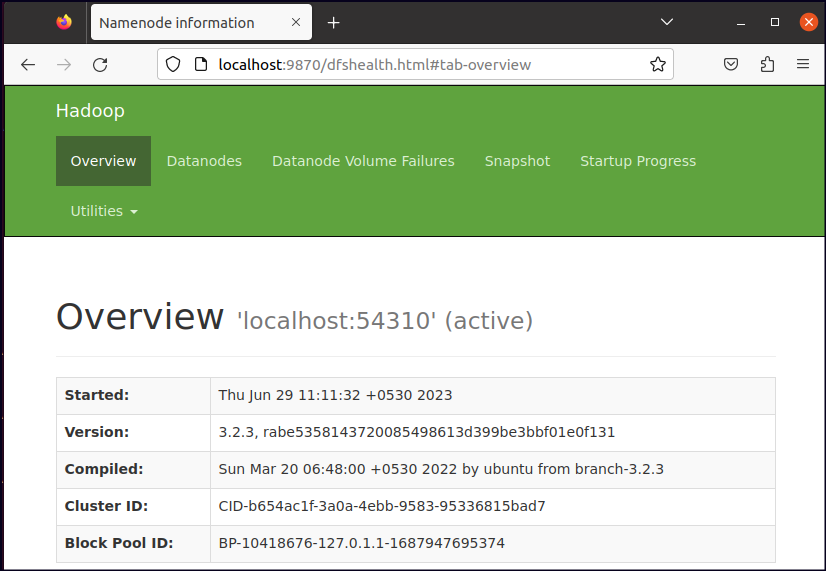 Namenode information
localhost:9870/dfshealth.html#tab-overview
Hadoop
Overview Datanodes Datanode Volume Failures Snapshot Startup Progress
Utilities
Overview 'localhost:54310' (active)
Started: Thu Jun 29 11:11:32 +0530 2023
Version: 3.2.3, rabe5358143720085498613d399be3bbf01e0f131
Compiled: Sun Mar 20 06:48:00 +0530 2022 by ubuntu from branch-3.2.3
Cluster ID: CID-b654ac1f-3a0a-4ebb-9583-95336815bad7
Block Pool ID: BP-10418676-127.0.1.1-1687947695374